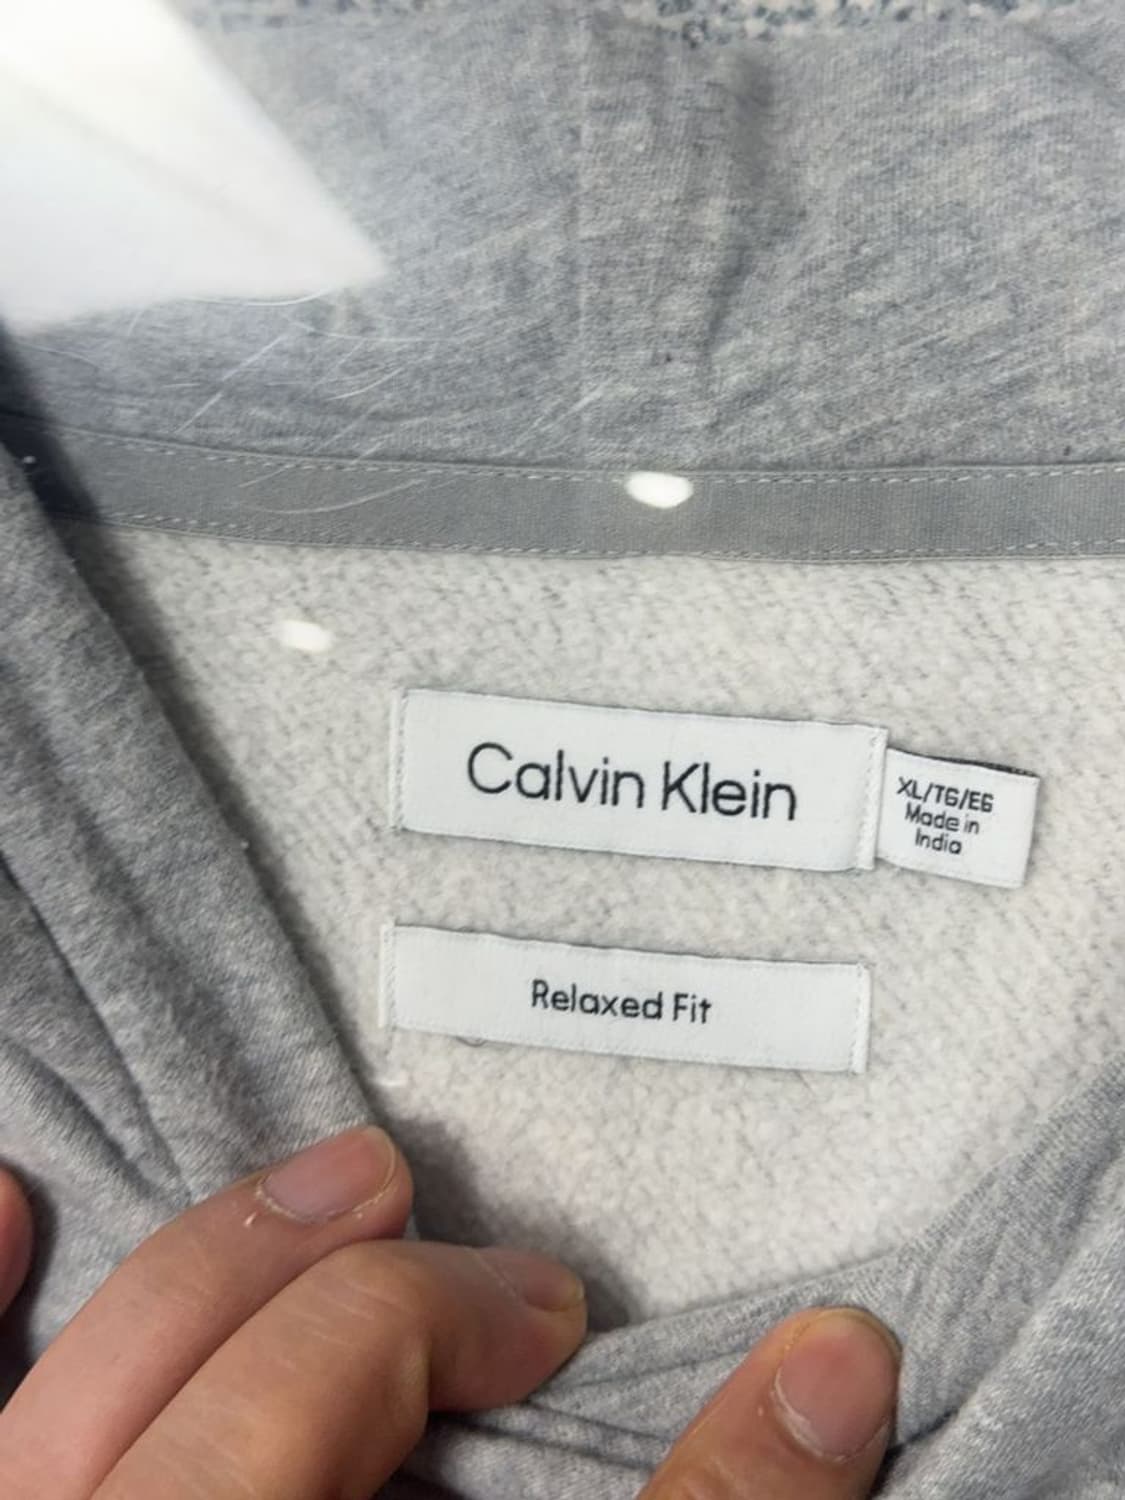 Calvin Klein
XL/TG/EG
Made in
India
Relaxed Fit